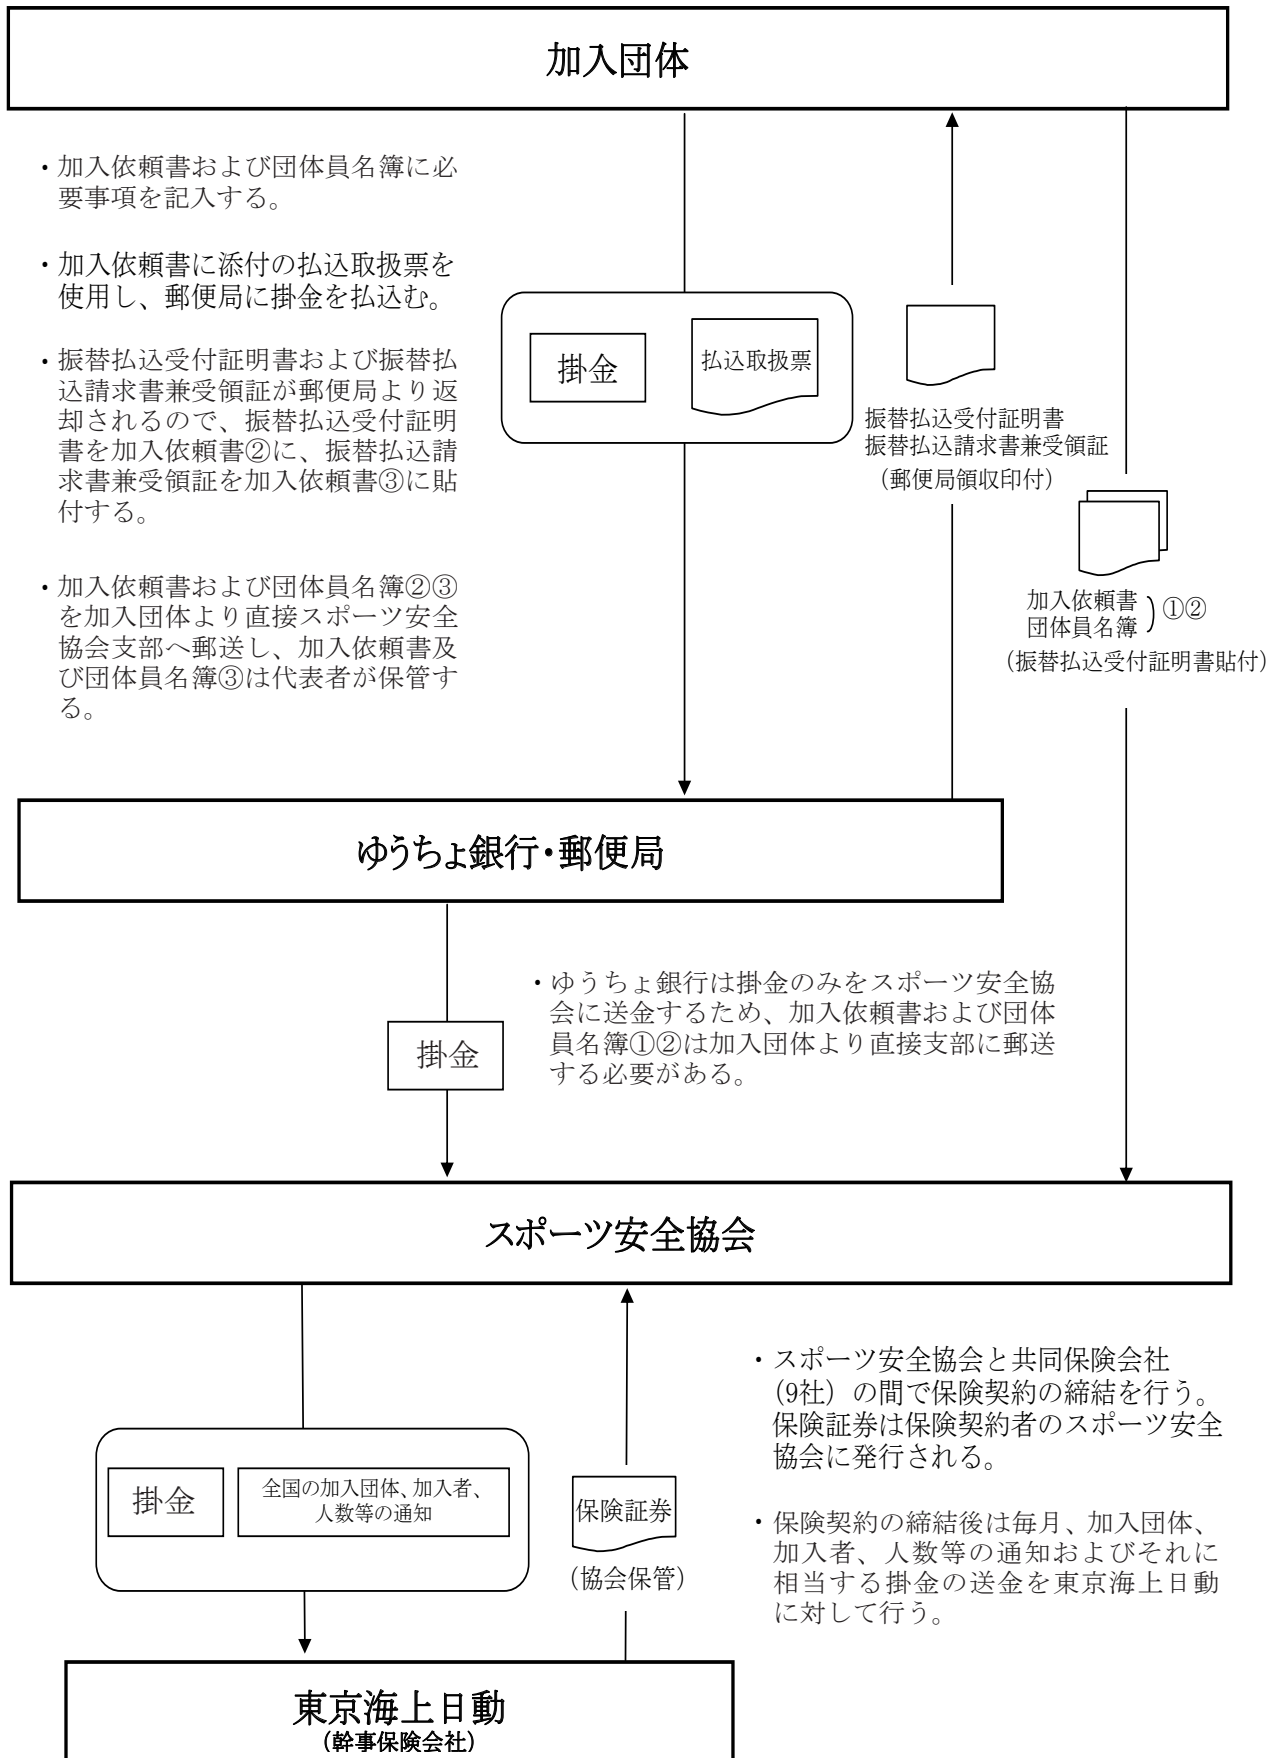 加入団体
・加入依頼書および団体員名簿に必
要事項を記入する。
・加入依頼書に添付の払込取扱票を
使用し、郵便局に掛金を払込む。
・振替払込受付証明書および振替払
込請求書兼受領証が郵便局より返
却されるので、振替払込受付証明
書を加入依頼書②に、振替払込請
求書兼受領証を加入依頼書③に貼
付する。
・加入依頼書および団体員名簿②③
を加入団体より直接スポーツ安全
協会支部へ郵送し、加入依頼書及
び団体員名簿③は代表者が保管す
る。
掛金
払込取扱票
振替払込受付証明書
振替払込請求書兼受領証
（郵便局領収印付）
加入依頼書
団体員名簿
①②
（振替払込受付証明書貼付）
ゆうちょ銀行・郵便局
掛金
・ゆうちょ銀行は掛金のみをスポーツ安全協
会に送金するため、加入依頼書および団体
員名簿①②は加入団体より直接支部に郵送
する必要がある。
スポーツ安全協会
掛金
全国の加入団体、加入者、
人数等の通知
保険証券
（協会保管）
・スポーツ安全協会と共同保険会社
（9社）の間で保険契約の締結を行う。
保険証券は保険契約者のスポーツ安全
協会に発行される。
・保険契約の締結後は毎月、加入団体、
加入者、人数等の通知およびそれに
相当する掛金の送金を東京海上日動
に対して行う。
東京海上日動
（幹事保険会社）